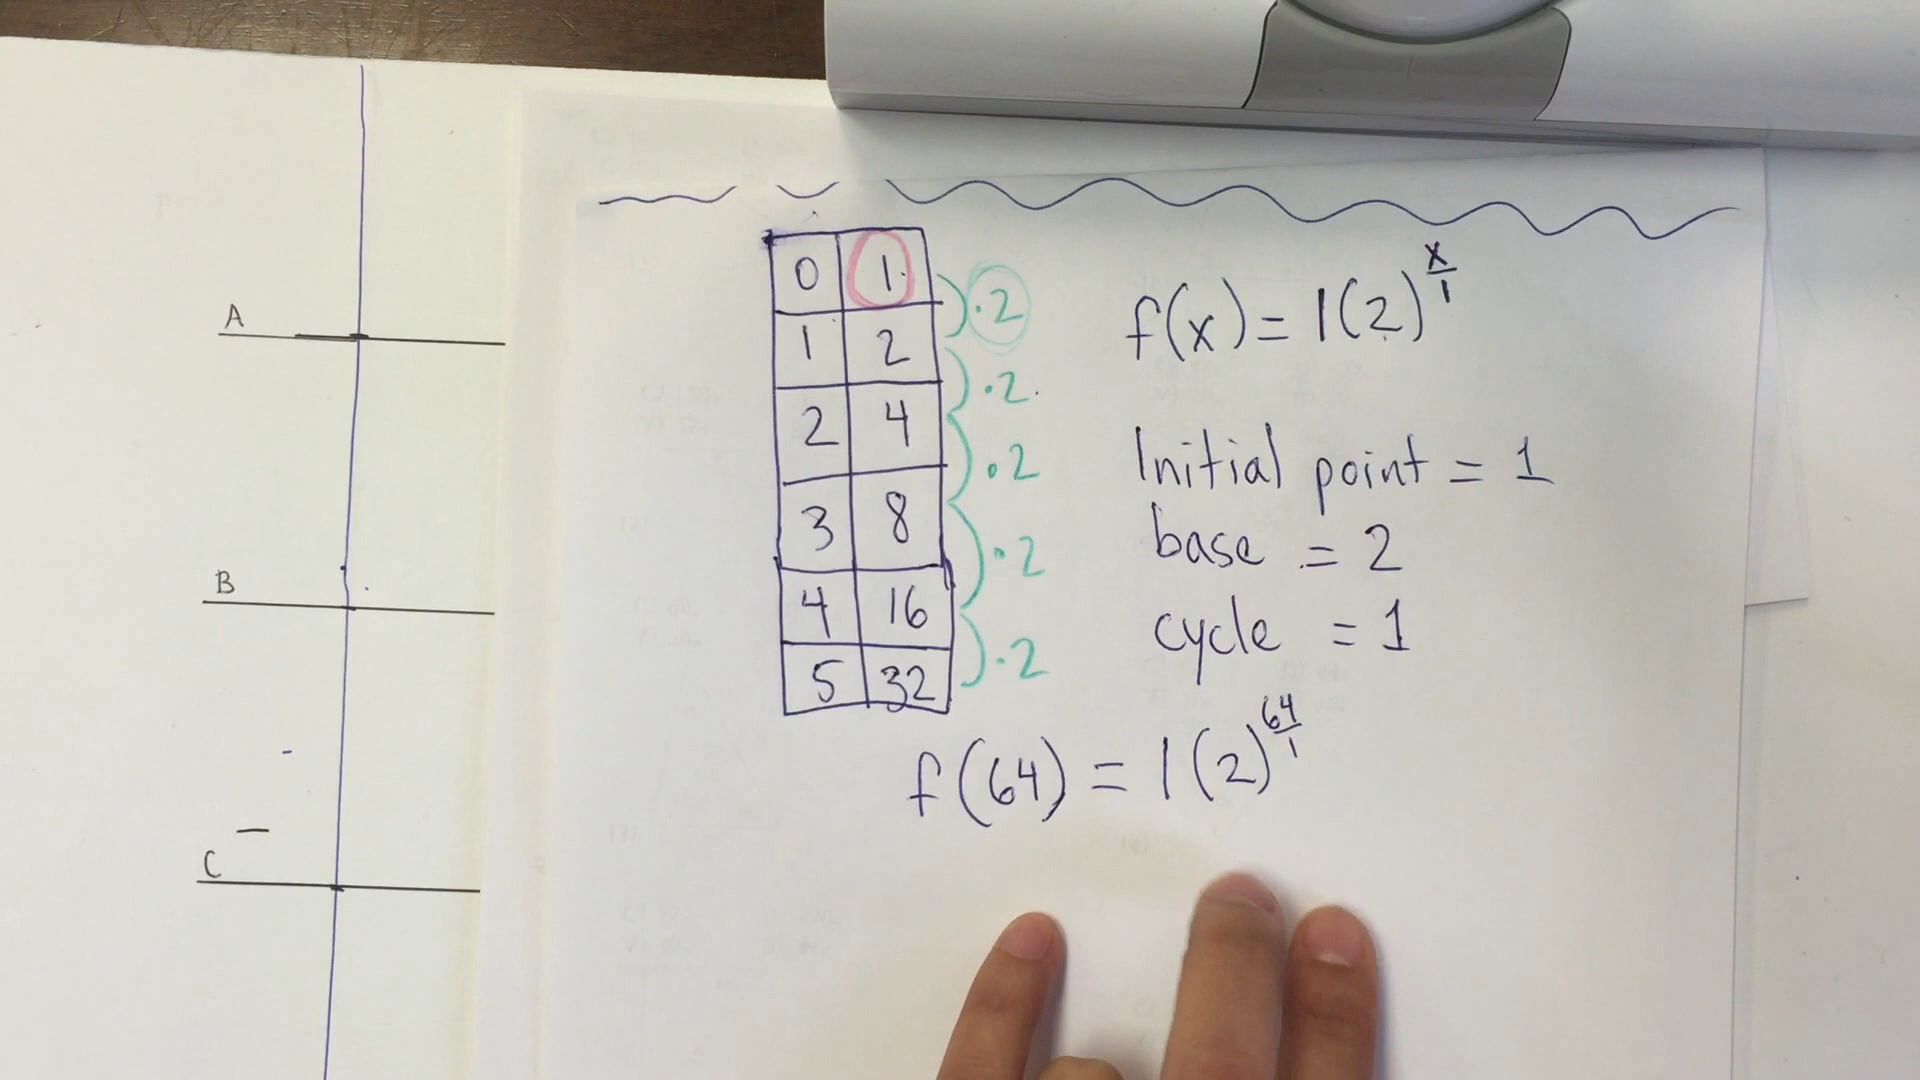 A
B
C
0 1
1 2
2 4
3 8
4 16
5 32
·2
·2
·2
·2
·2
f(x) = 1(2)^(x/1)
Initial point = 1
base = 2
cycle = 1
f(64) = 1(2)^(64/1)